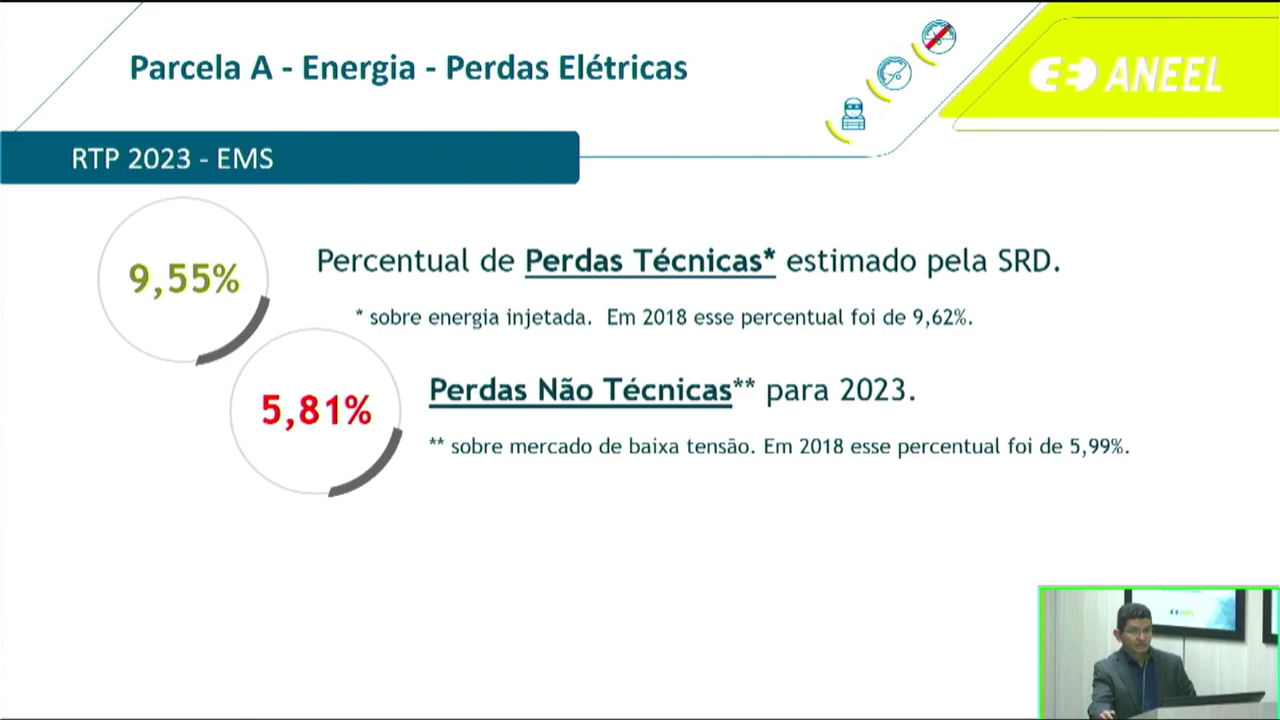 Parcela A - Energia - Perdas Elétricas
ANEEL
RTP 2023 - EMS
9,55%
Percentual de Perdas Técnicas* estimado pela SRD.
* sobre energia injetada. Em 2018 esse percentual foi de 9,62%.
5,81%
Perdas Não Técnicas** para 2023.
** sobre mercado de baixa tensão. Em 2018 esse percentual foi de 5,99%.
ANEEL